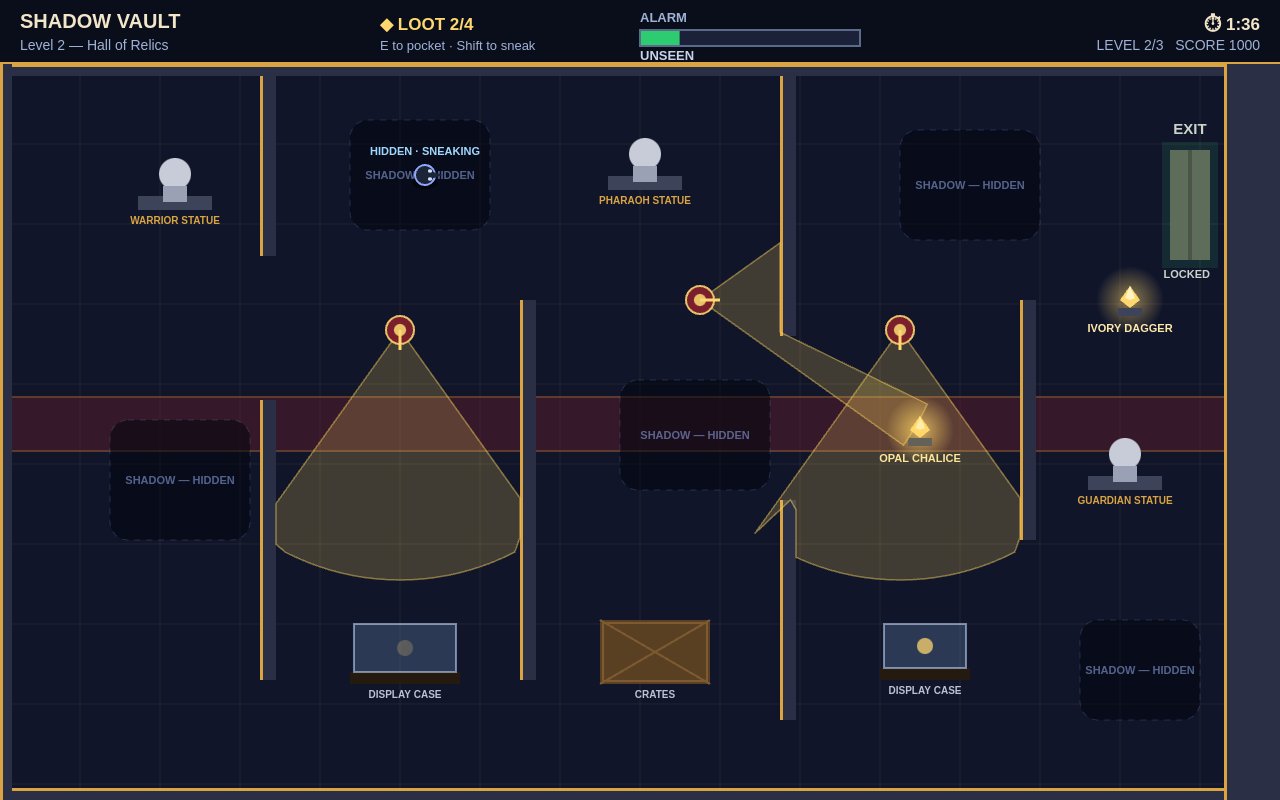 SHADOW VAULT
Level 2 — Hall of Relics
◆ LOOT 2/4
E to pocket · Shift to sneak
ALARM
UNSEEN
⏱ 1:36
LEVEL 2/3 SCORE 1000
EXIT
HIDDEN · SNEAKING
SHADOW HIDDEN
SHADOW — HIDDEN
PHARAOH STATUE
WARRIOR STATUE
LOCKED
IVORY DAGGER
SHADOW — HIDDEN
OPAL CHALICE
SHADOW — HIDDEN
GUARDIAN STATUE
SHADOW — HIDDEN
DISPLAY CASE
CRATES
DISPLAY CASE